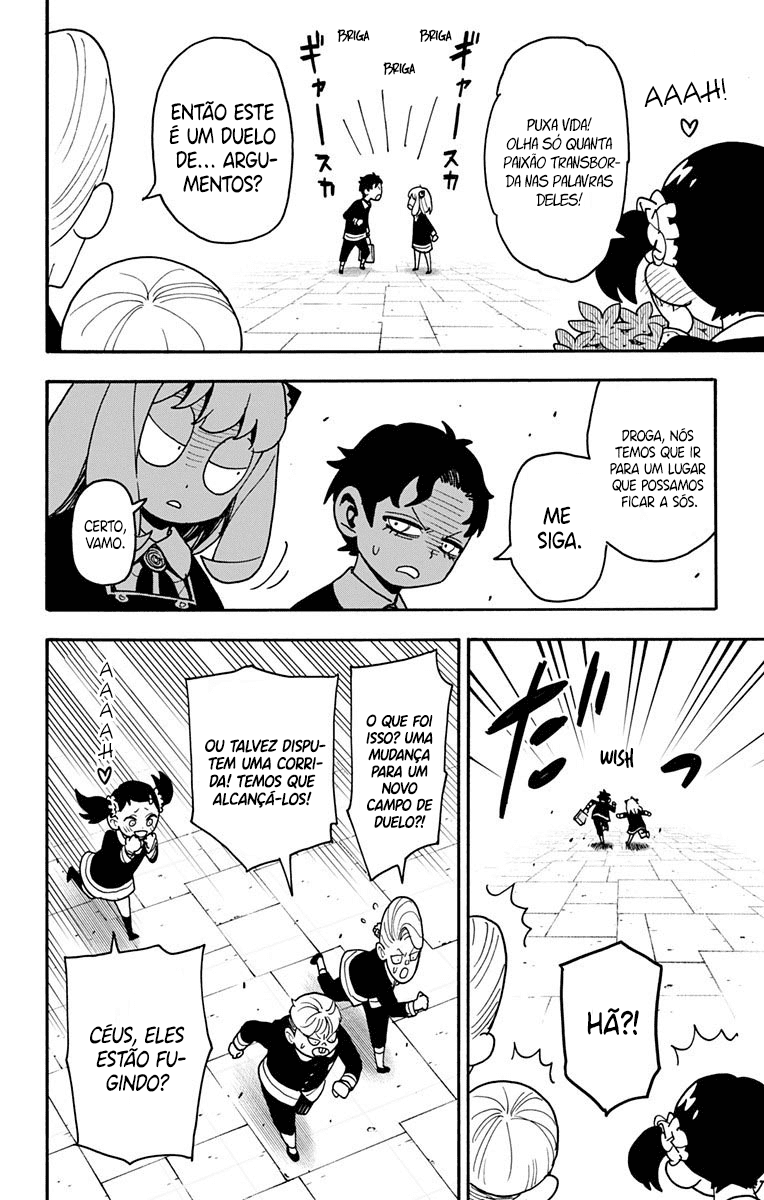 AAAH!
PUXA VIDA!
OLHA SÓ QUANTA
PAIXÃO TRANSBOR-
DA NAS PALAVRAS
DELES!
BRIGA
BRIGA
BRIGA
ギャースカ
ギャースカ
ENTÃO ESTE
É UM DUELO
DE... ARGU-
MENTOS?
DROGA, NÓS
TEMOS QUE IR
PARA UM LUGAR
QUE POSSAMOS
FICAR A SÓS.
ME
SIGA.
CERTO,
VAMO.
だっ
WISH
HÃ?!
O QUE FOI
ISSO? UMA
MUDANÇA
PARA UM
NOVO
CAMPO DE
DUELO?!
OU TALVEZ DISPU-
TEM UMA CORRI-
DA! TEMOS QUE
ALCANÇÁ-LOS!
AAAAH
CÉUS, ELES
ESTÃO FU-
GINDO?